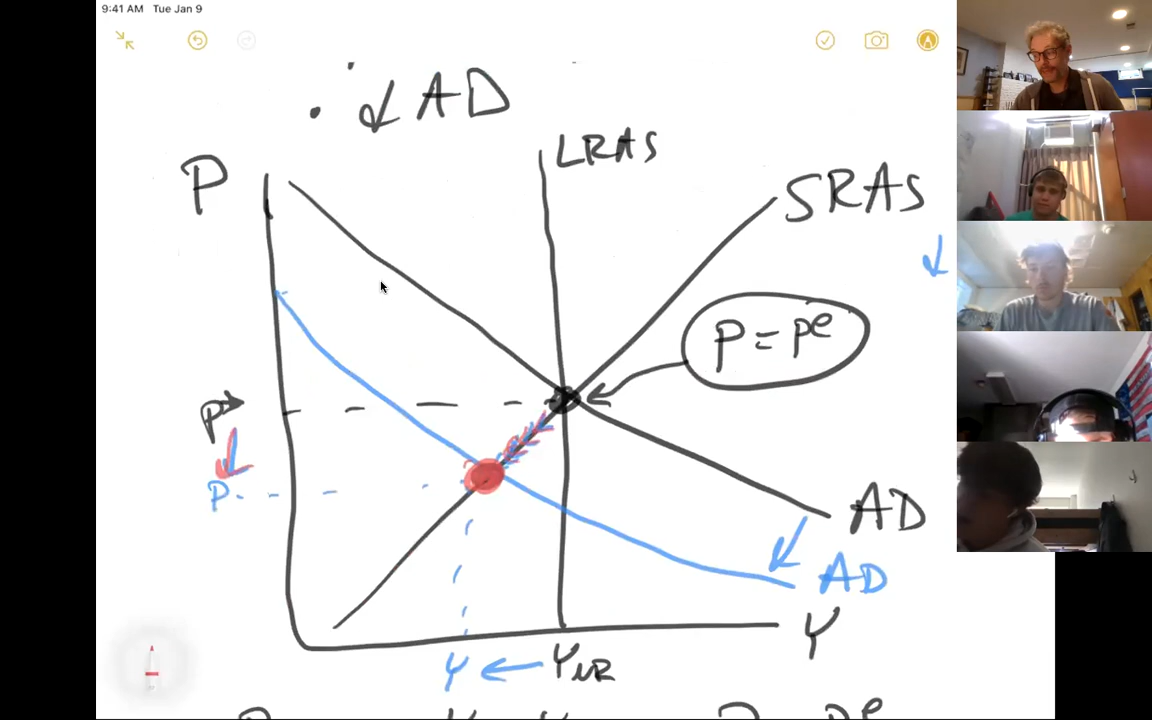 9:41 AM Tue Jan 9
↓ AD
P
LRAS
SRAS
↓
P = Pe
P
P
AD
AD
Y
Y ← YNR